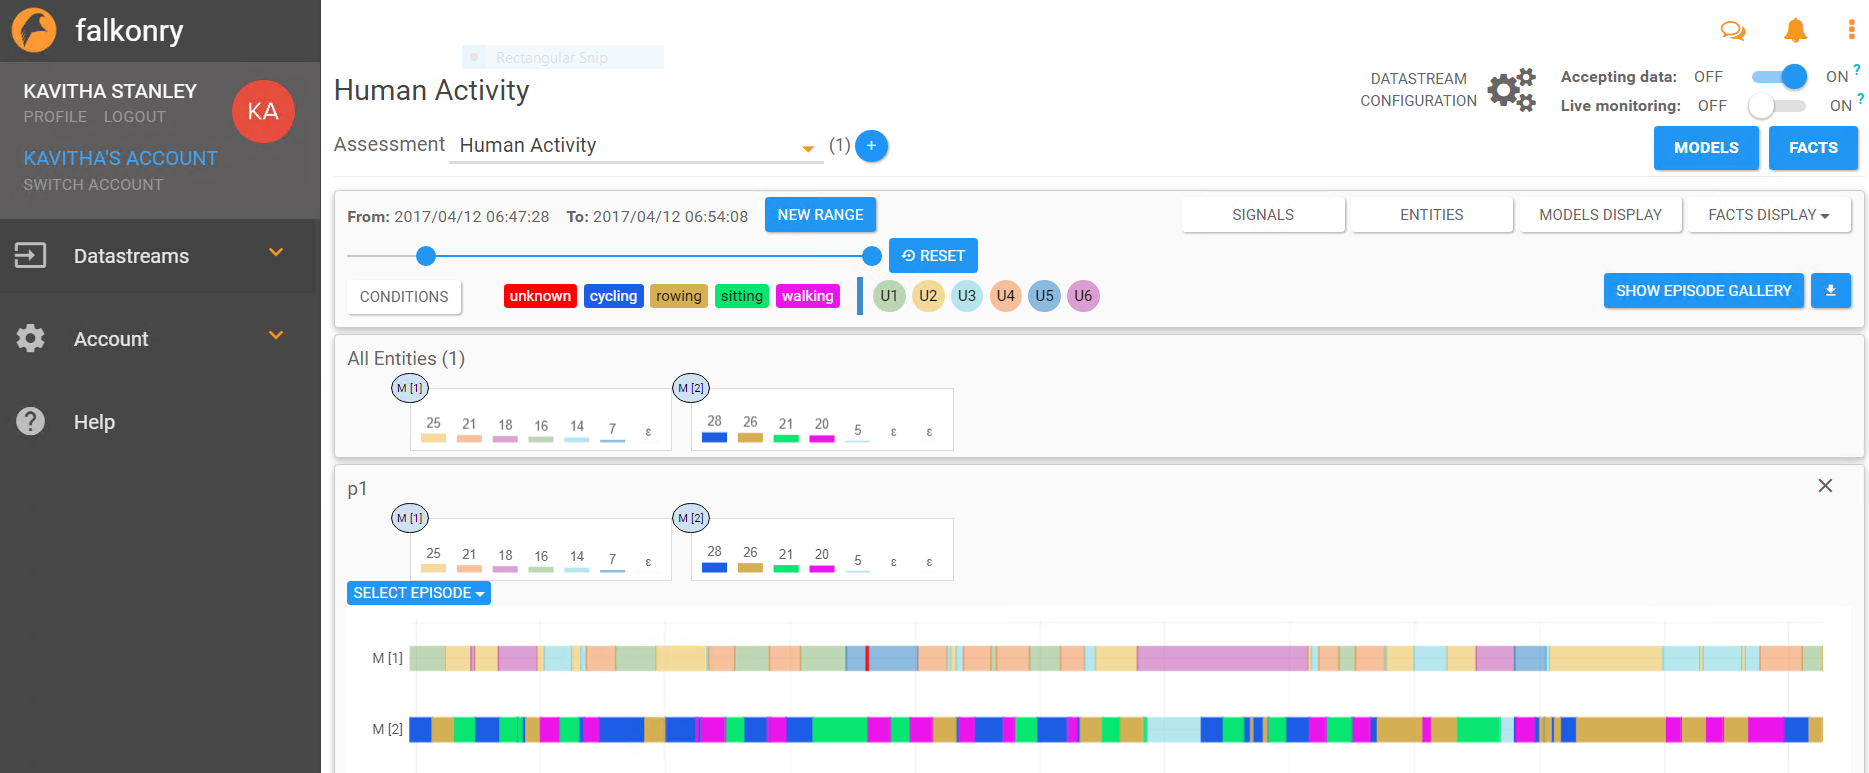 falkonry
KAVITHA STANLEY
PROFILE LOGOUT
KA
KAVITHA'S ACCOUNT
SWITCH ACCOUNT
Datastreams
Account
Help
Rectangular Snip
Human Activity
DATASTREAM
CONFIGURATION
Accepting data: OFF ON ?
Live monitoring: OFF ON ?
Assessment Human Activity (1) +
MODELS FACTS
From: 2017/04/12 06:47:28 To: 2017/04/12 06:54:08 NEW RANGE
SIGNALS ENTITIES MODELS DISPLAY FACTS DISPLAY
RESET
CONDITIONS unknown cycling rowing sitting walking U1 U2 U3 U4 U5 U6
SHOW EPISODE GALLERY
All Entities (1)
M [1] M [2]
25 21 18 16 14 7 ε 28 26 21 20 5 ε ε
p1
M [1] M [2]
25 21 18 16 14 7 ε 28 26 21 20 5 ε ε
SELECT EPISODE
M [1]
M [2]